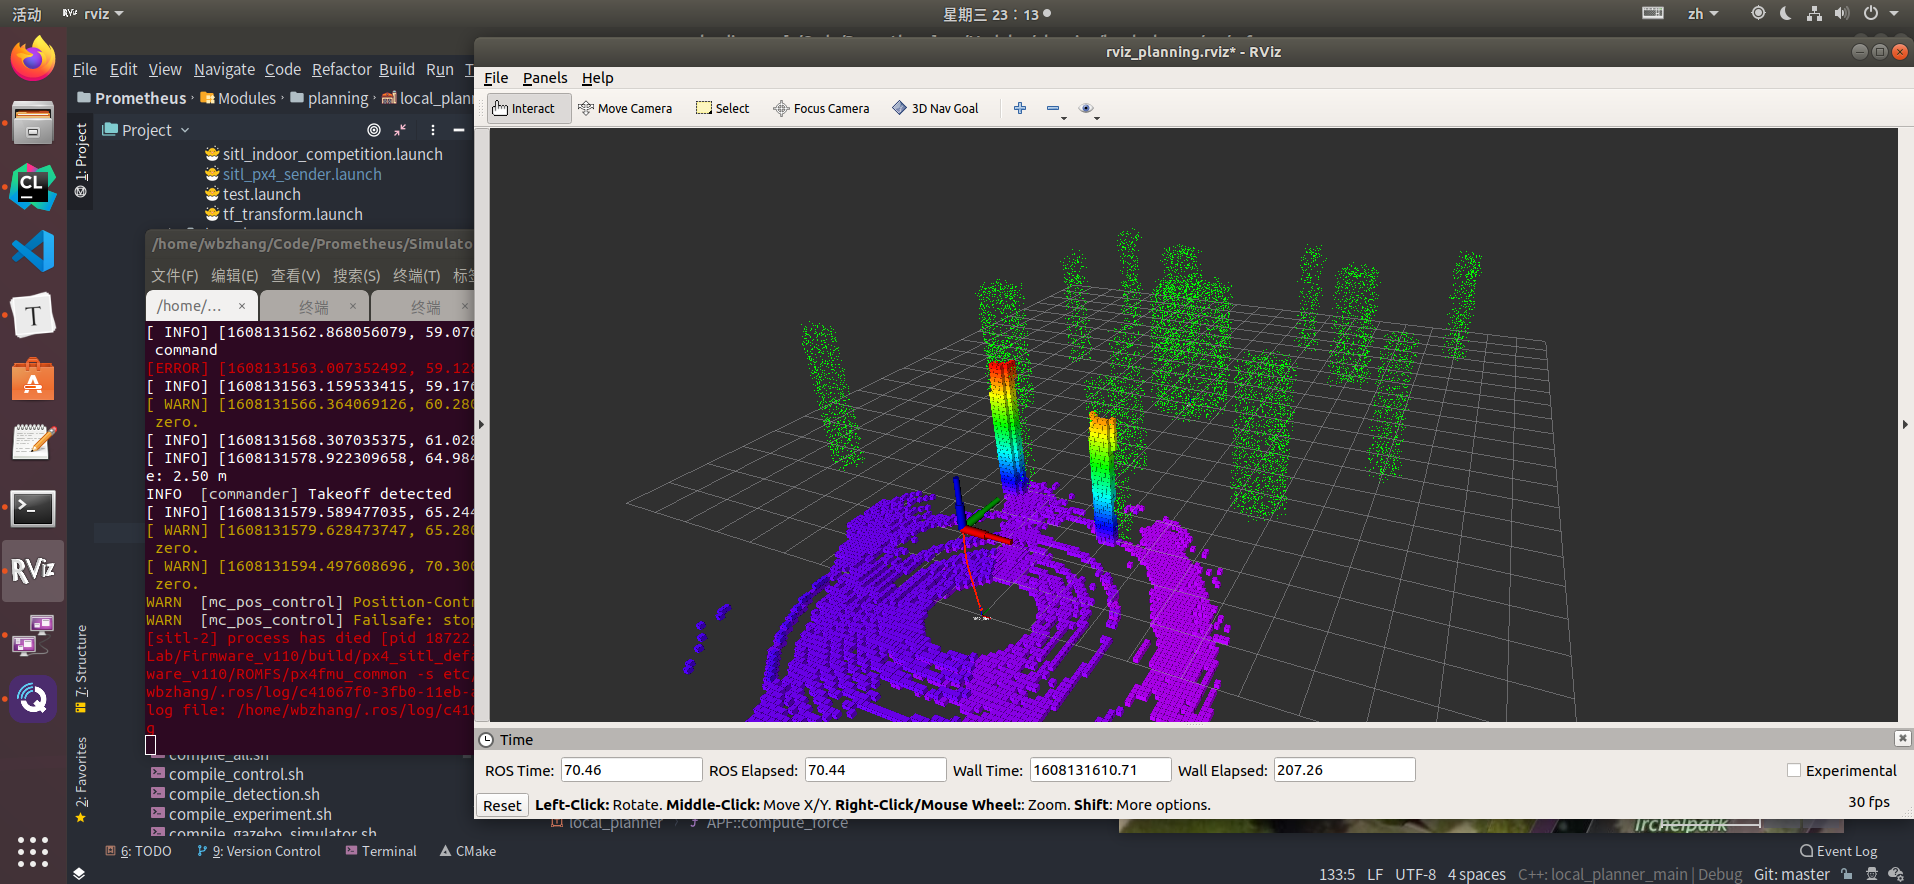 活动
rviz
星期三 23：13
zh
rviz_planning.rviz* - RViz
File Edit View Navigate Code Refactor Build Run
Prometheus Modules planning local_plann
File Panels Help
Interact Move Camera Select Focus Camera 3D Nav Goal
1: Project
Project
sitl_indoor_competition.launch
sitl_px4_sender.launch
test.launch
tf_transform.launch
/home/wbzhang/Code/Prometheus/Simulato
文件(F) 编辑(E) 查看(V) 搜索(S) 终端(T) 标签
/home/... × 终端 × 终端 ×
[ INFO] [1608131562.868056079, 59.076
command
[ERROR] [1608131563.007352492, 59.128
[ INFO] [1608131563.159533415, 59.176
[ WARN] [1608131566.364069126, 60.280
zero.
[ INFO] [1608131568.307035375, 61.028
[ INFO] [1608131578.922309658, 64.984
e: 2.50 m
INFO [commander] Takeoff detected
[ INFO] [1608131579.589477035, 65.244
[ WARN] [1608131579.628473747, 65.280
zero.
[ WARN] [1608131594.497608696, 70.300
zero.
WARN [mc_pos_control] Position-Contr
WARN [mc_pos_control] Failsafe: stop
[sitl-2] process has died [pid 18722
Lab/Firmware_v110/build/px4_sitl_defa
ware_v110/ROMFS/px4fmu_common -s etc/
wbzhang/.ros/log/c41067f0-3fb0-11eb-a
log file: /home/wbzhang/.ros/log/c410
g
compile_all.sh
compile_control.sh
compile_detection.sh
compile_experiment.sh
compile_gazebo_simulator.sh
7: Structure
2: Favorites
CL
T
A
RViz
Time
ROS Time: 70.46 ROS Elapsed: 70.44 Wall Time: 1608131610.71 Wall Elapsed: 207.26 Experimental
Reset Left-Click: Rotate. Middle-Click: Move X/Y. Right-Click/Mouse Wheel:: Zoom. Shift: More options. 30 fps
local_planner APF::compute_force
Irchelpark
6: TODO 9: Version Control Terminal CMake Event Log
133:5 LF UTF-8 4 spaces C++: local_planner_main | Debug Git: master